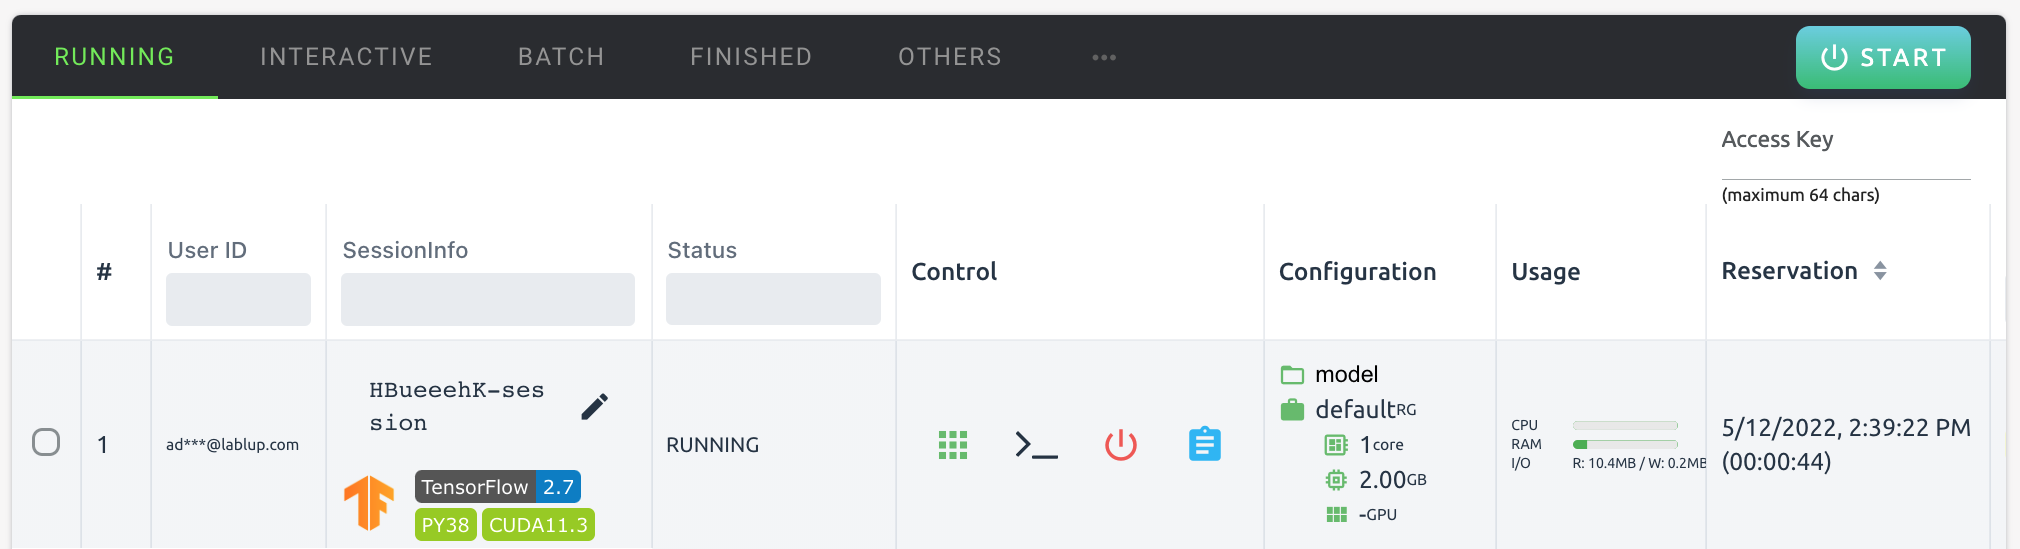 RUNNING INTERACTIVE BATCH FINISHED OTHERS ••• START
Access Key
(maximum 64 chars)
# User ID SessionInfo Status Control Configuration Usage Reservation
1
ad***@lablup.com
HBueeehK-ses
sion
TensorFlow 2.7
PY38 CUDA11.3
RUNNING
model
defaultRG
1core
2.00GB
-GPU
CPU
RAM
I/O R: 10.4MB / W: 0.2MB
5/12/2022, 2:39:22 PM
(00:00:44)